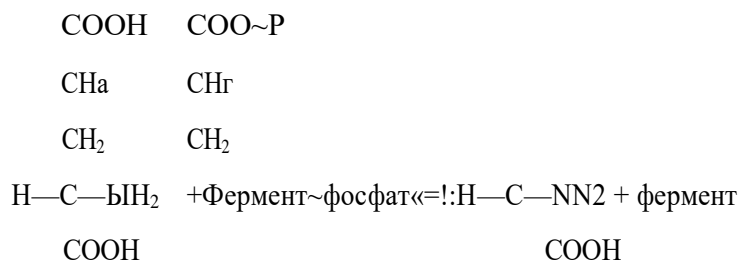 COOH COO~P
CHa CHг
CH₂ CH₂
H—C—ЫH₂ +Фермент~фосфат«=!:H—C—NN2 + фермент
COOH COOH